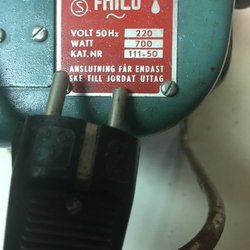 S FRICO
VOLT 50Hz 220
WATT 700
KAT.NR 111-50
ANSLUTNING FÅR ENDAST
SKE TILL JORDAT UTTAG